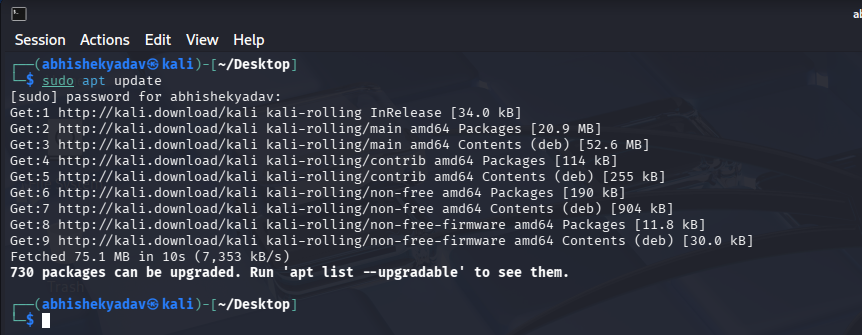 ab
Session Actions Edit View Help
┌──(abhishekyadav㉿kali)-[~/Desktop]
└─$ sudo apt update
[sudo] password for abhishekyadav:
Get:1 http://kali.download/kali kali-rolling InRelease [34.0 kB]
Get:2 http://kali.download/kali kali-rolling/main amd64 Packages [20.9 MB]
Get:3 http://kali.download/kali kali-rolling/main amd64 Contents (deb) [52.6 MB]
Get:4 http://kali.download/kali kali-rolling/contrib amd64 Packages [114 kB]
Get:5 http://kali.download/kali kali-rolling/contrib amd64 Contents (deb) [255 kB]
Get:6 http://kali.download/kali kali-rolling/non-free amd64 Packages [190 kB]
Get:7 http://kali.download/kali kali-rolling/non-free amd64 Contents (deb) [904 kB]
Get:8 http://kali.download/kali kali-rolling/non-free-firmware amd64 Packages [11.8 kB]
Get:9 http://kali.download/kali kali-rolling/non-free-firmware amd64 Contents (deb) [30.0 kB]
Fetched 75.1 MB in 10s (7,353 kB/s)
730 packages can be upgraded. Run 'apt list --upgradable' to see them.
Trash
┌──(abhishekyadav㉿kali)-[~/Desktop]
└─$